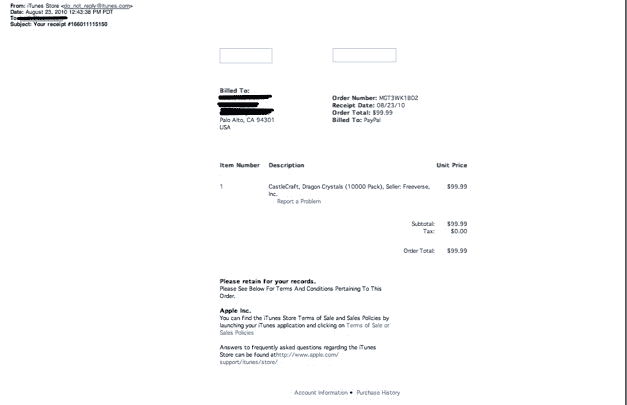 From: iTunes Store <do_not_reply@itunes.com>
Date: August 23, 2010 12:43:38 PM PDT
To:
Subject: Your receipt #166011115150
Billed To:
Palo Alto, CA 94301
USA
Order Number: MGT3WK1BD2
Receipt Date: 08/23/10
Order Total: $99.99
Billed To: PayPal
Item Number Description Unit Price
1 CastleCraft, Dragon Crystals (10000 Pack), Seller: Freeverse, $99.99
Inc.
Report a Problem
Subtotal: $99.99
Tax: $0.00
Order Total: $99.99
Please retain for your records.
Please See Below For Terms And Conditions Pertaining To This
Order.
Apple Inc.
You can find the iTunes Store Terms of Sale and Sales Policies by
launching your iTunes application and clicking on Terms of Sale or
Sales Policies
Answers to frequently asked questions regarding the iTunes
Store can be found athttp://www.apple.com/
support/itunes/store/
Account Information • Purchase History